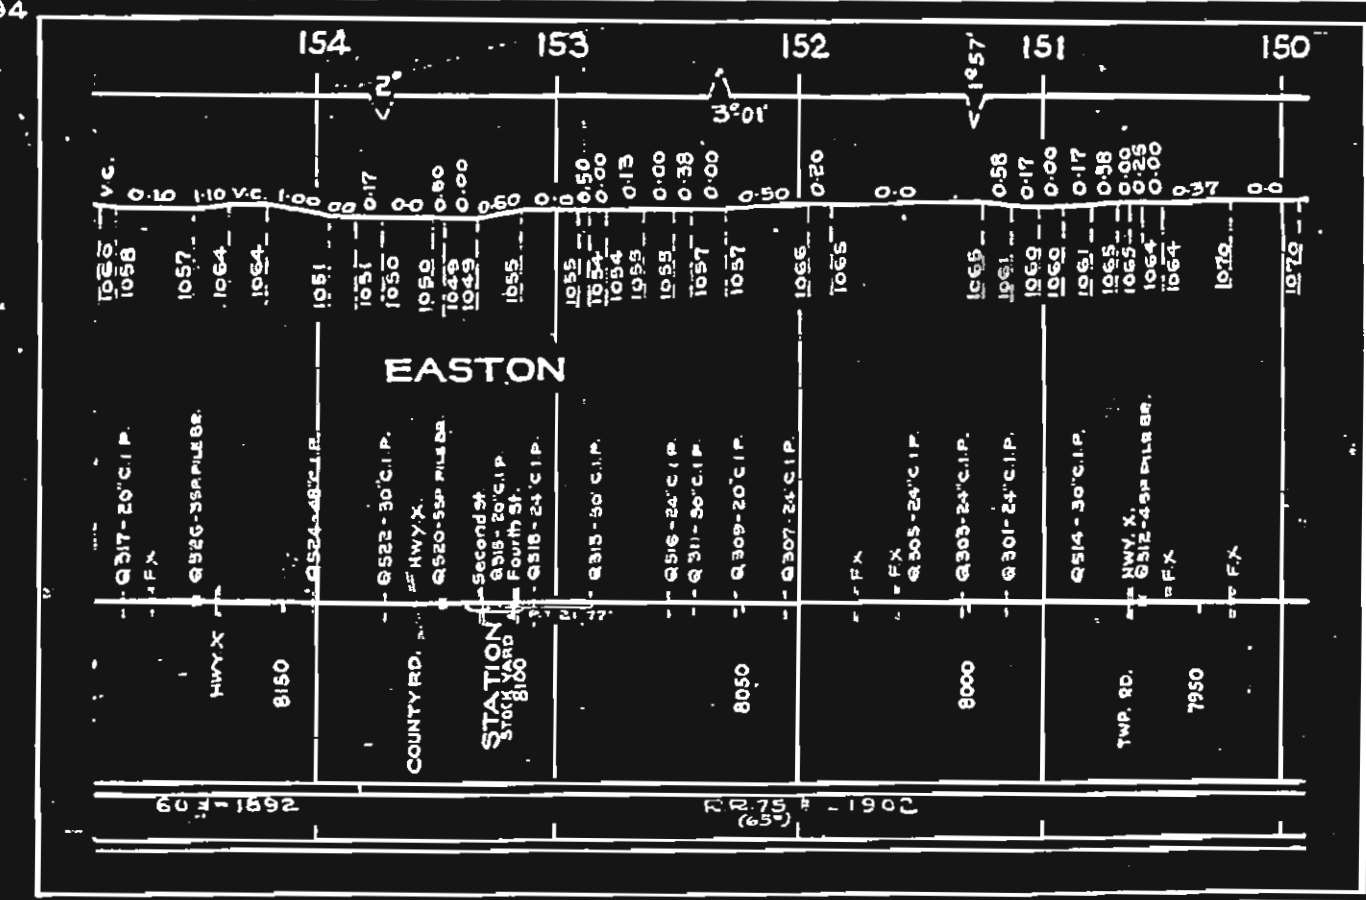 154 153 152 151 150
2° 3°01' 1°57'
V.C. 0.10 1.10 V.C. 1.00 0.0 0.17 0.0 0.00 0.60 0.0 0.50 0.00 0.13 0.00 0.38 0.00 0.50 0.20 0.0 0.58 0.17 0.00 0.17 0.38 0.00 0.25 0.00 0.37 0.0
1060 1058 1057 1064 1064 1051 1051 1050 1050 1049 1049 1055 1055 1054 1054 1055 1055 1057 1057 1066 1065 1065 1061 1060 1060 1061 1065 1065 1064 1064 1070 1070
EASTON
Q317-20"C.I.P.
F.X
Q526-3SP.PILE BR.
Q524-48"C.I.P.
Q522-30"C.I.P.
HWY.X.
Q520-5SP PILE BR
Second St.
Q315-20"C.I.P.
Fourth St.
Q518-24"C.I.P.
Q313-30"C.I.P.
Q516-24"C.I.P.
Q311-30"C.I.P.
Q309-20"C.I.P.
Q307-24"C.I.P.
F.X
F.X
Q305-24"C.I.P.
Q303-24"C.I.P.
Q301-24"C.I.P.
Q514-30"C.I.P.
HWY. X.
Q512-4SP PILE BR.
F.X
F.X
HWY.X
8150
COUNTY RD.
STATION
STOCK YARD
8100
8050
8000
TWP. RD.
7950
60#-1892
R.R.75#-1902
(65#)